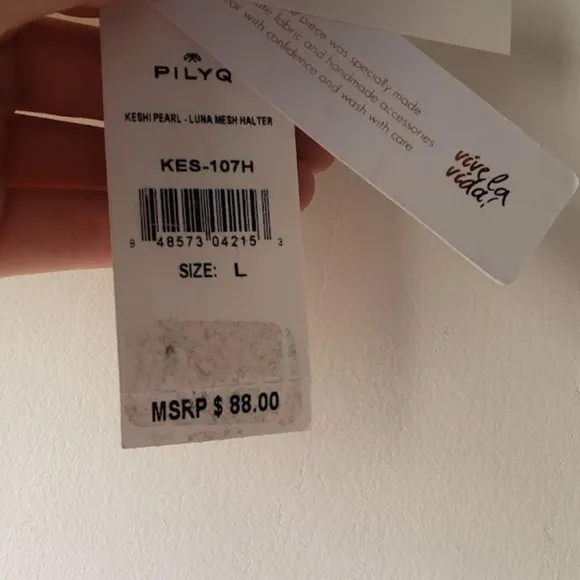 PILYQ
KESHI PEARL - LUNA MESH HALTER
KES-107H
8 48573 04215 3
SIZE: L
MSRP $ 88.00
piece was specially made
fabric and handmade accessories
with confidence and wash with care
vive la
vida!